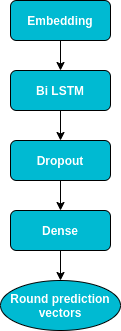 Embedding
Bi LSTM
Dropout
Dense
Round prediction
vectors